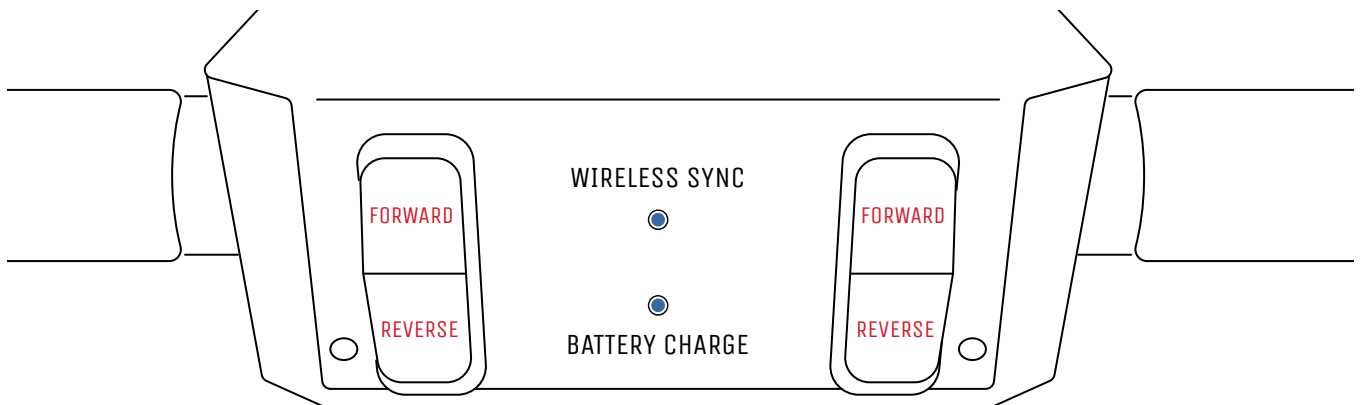 WIRELESS SYNC
FORWARD
FORWARD
REVERSE
REVERSE
BATTERY CHARGE